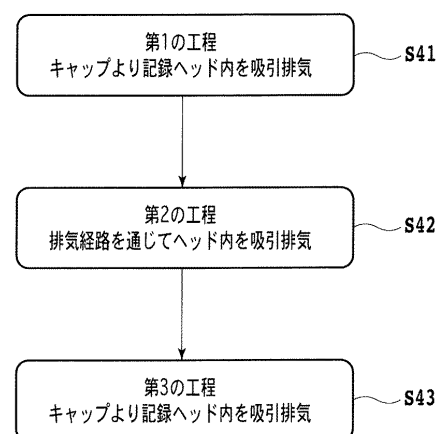 第1の工程
キャップより記録ヘッド内を吸引排気
S41
第2の工程
排気経路を通じてヘッド内を吸引排気
S42
第3の工程
キャップより記録ヘッド内を吸引排気
S43